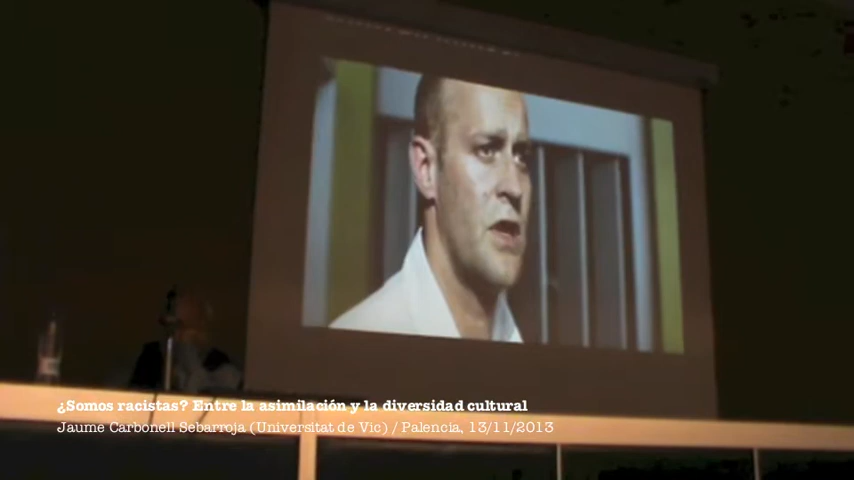 ¿Somos racistas? Entre la asimilación y la diversidad cultural
Jaume Carbonell Sebarroja (Universitat de Vic) / Palencia, 13/11/2013